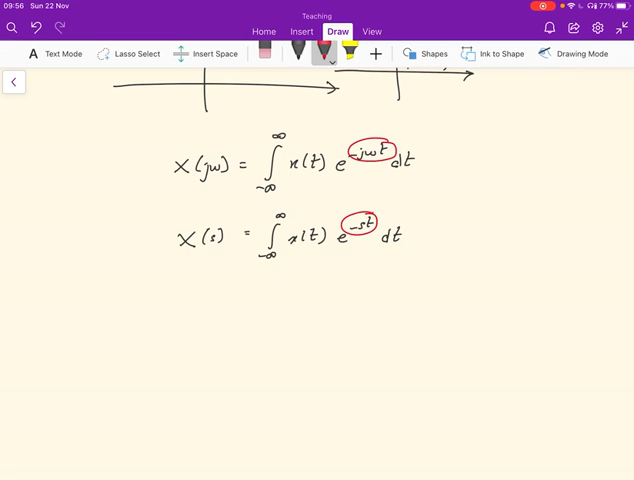 09:56 Sun 22 Nov
77%
Teaching
Home Insert Draw View
Text Mode Lasso Select Insert Space Shapes Ink to Shape Drawing Mode
X(jω) = ∫_{-∞}^{∞} x(t) e^{-jωt} dt
X(s) = ∫_{-∞}^{∞} x(t) e^{-st} dt